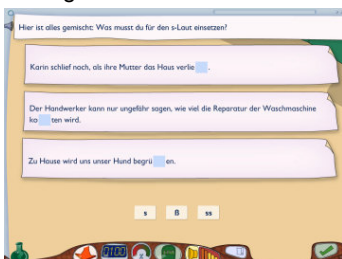 Hier ist alles gemischt: Was musst du für den s-Laut einsetzen?
Karin schlief noch, als ihre Mutter das Haus verlie .
Der Handwerker kann nur ungefähr sagen, wie viel die Reparatur der Waschmaschine
ko ten wird.
Zu Hause wird uns unser Hund begrü en.
s ß ss
0100